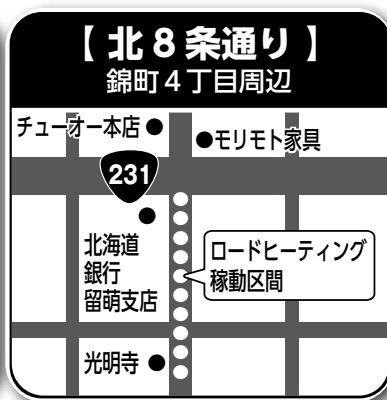 【 北8条通り 】
錦町4丁目周辺
チューオー本店
モリモト家具
231
北海道
銀行
留萌支店
ロードヒーティング
稼動区間
光明寺